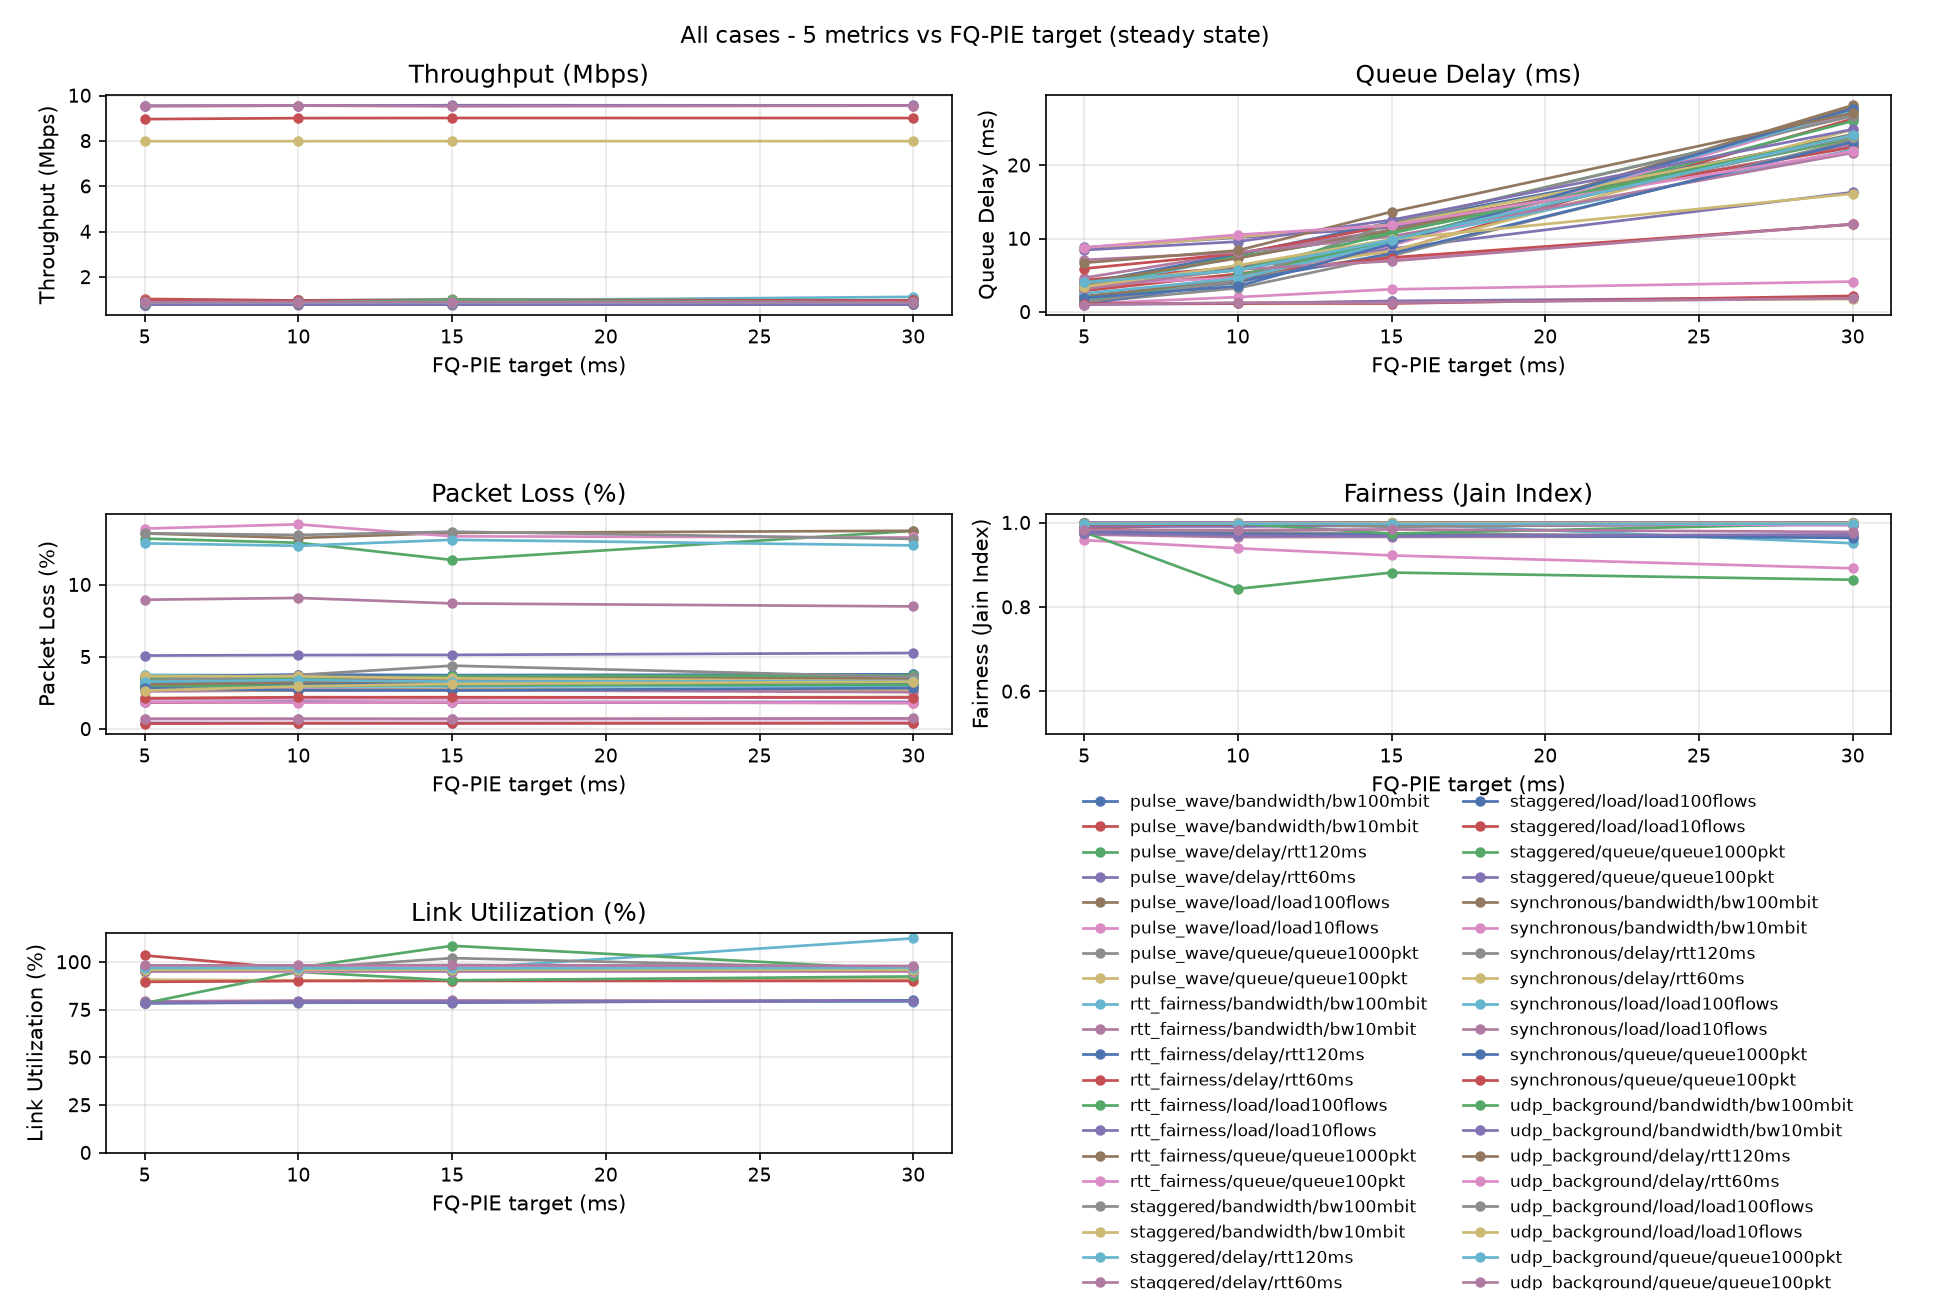 All cases - 5 metrics vs FQ-PIE target (steady state)
Throughput (Mbps)
Throughput (Mbps)
10
8
6
4
2
5 10 15 20 25 30
FQ-PIE target (ms)
Queue Delay (ms)
Queue Delay (ms)
20
10
0
5 10 15 20 25 30
FQ-PIE target (ms)
Packet Loss (%)
Packet Loss (%)
10
5
0
5 10 15 20 25 30
FQ-PIE target (ms)
Fairness (Jain Index)
Fairness (Jain Index)
1.0
0.8
0.6
5 10 15 20 25 30
FQ-PIE target (ms)
Link Utilization (%)
Link Utilization (%)
100
75
50
25
0
5 10 15 20 25 30
FQ-PIE target (ms)
pulse_wave/bandwidth/bw100mbit
pulse_wave/bandwidth/bw10mbit
pulse_wave/delay/rtt120ms
pulse_wave/delay/rtt60ms
pulse_wave/load/load100flows
pulse_wave/load/load10flows
pulse_wave/queue/queue1000pkt
pulse_wave/queue/queue100pkt
rtt_fairness/bandwidth/bw100mbit
rtt_fairness/bandwidth/bw10mbit
rtt_fairness/delay/rtt120ms
rtt_fairness/delay/rtt60ms
rtt_fairness/load/load100flows
rtt_fairness/load/load10flows
rtt_fairness/queue/queue1000pkt
rtt_fairness/queue/queue100pkt
staggered/bandwidth/bw100mbit
staggered/bandwidth/bw10mbit
staggered/delay/rtt120ms
staggered/delay/rtt60ms
staggered/load/load100flows
staggered/load/load10flows
staggered/queue/queue1000pkt
staggered/queue/queue100pkt
synchronous/bandwidth/bw100mbit
synchronous/bandwidth/bw10mbit
synchronous/delay/rtt120ms
synchronous/delay/rtt60ms
synchronous/load/load100flows
synchronous/load/load10flows
synchronous/queue/queue1000pkt
synchronous/queue/queue100pkt
udp_background/bandwidth/bw100mbit
udp_background/bandwidth/bw10mbit
udp_background/delay/rtt120ms
udp_background/delay/rtt60ms
udp_background/load/load100flows
udp_background/load/load10flows
udp_background/queue/queue1000pkt
udp_background/queue/queue100pkt